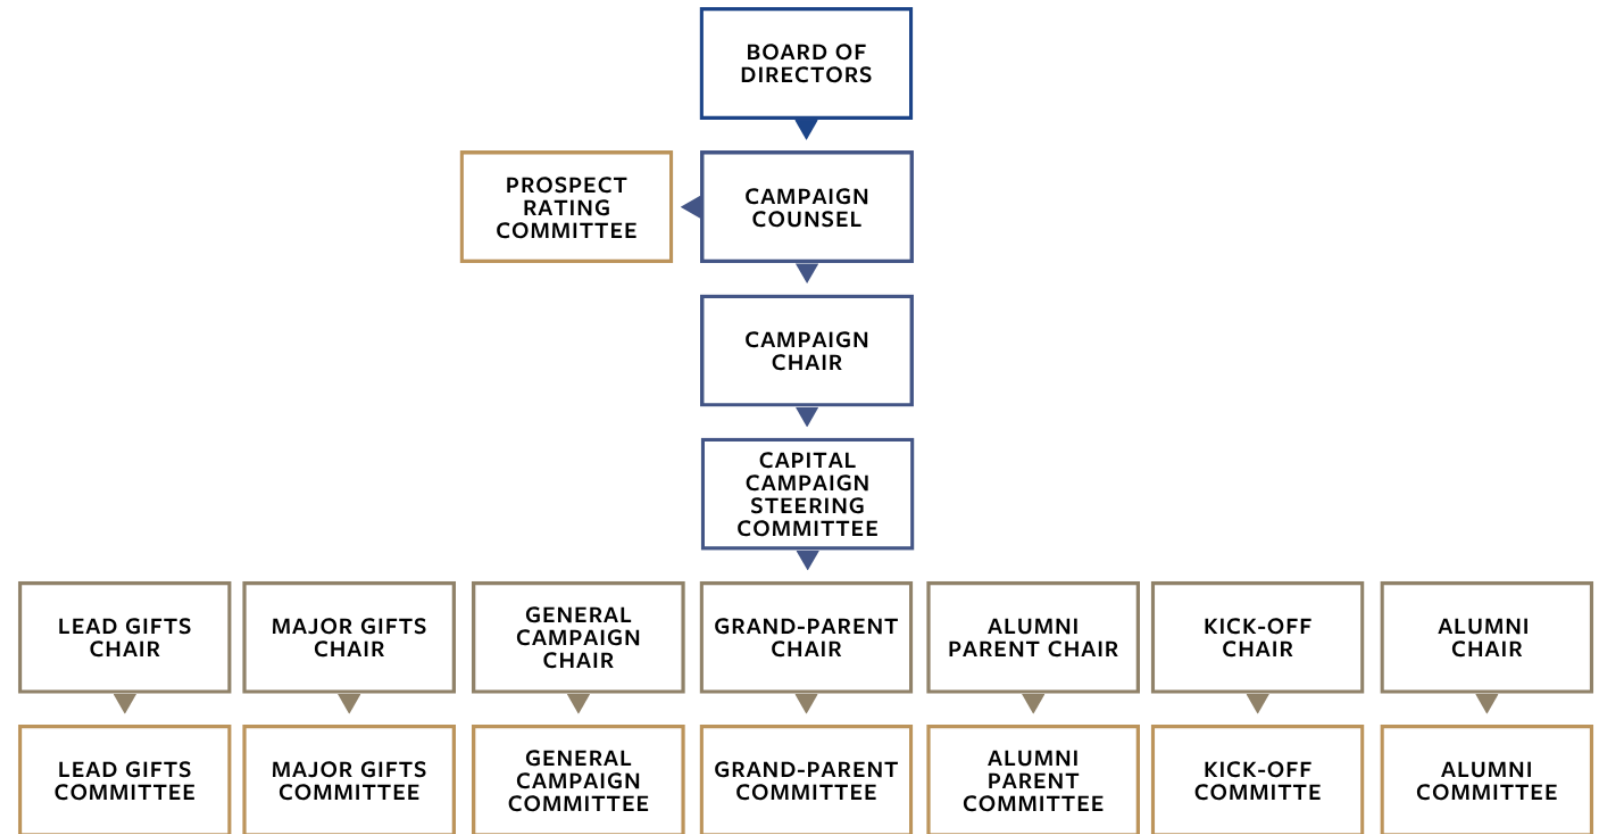 BOARD OF
DIRECTORS
PROSPECT
RATING
COMMITTEE
CAMPAIGN
COUNSEL
CAMPAIGN
CHAIR
CAPITAL
CAMPAIGN
STEERING
COMMITTEE
LEAD GIFTS
CHAIR
MAJOR GIFTS
CHAIR
GENERAL
CAMPAIGN
CHAIR
GRAND-PARENT
CHAIR
ALUMNI
PARENT CHAIR
KICK-OFF
CHAIR
ALUMNI
CHAIR
LEAD GIFTS
COMMITTEE
MAJOR GIFTS
COMMITTEE
GENERAL
CAMPAIGN
COMMITTEE
GRAND-PARENT
COMMITTEE
ALUMNI
PARENT
COMMITTEE
KICK-OFF
COMMITTE
ALUMNI
COMMITTEE